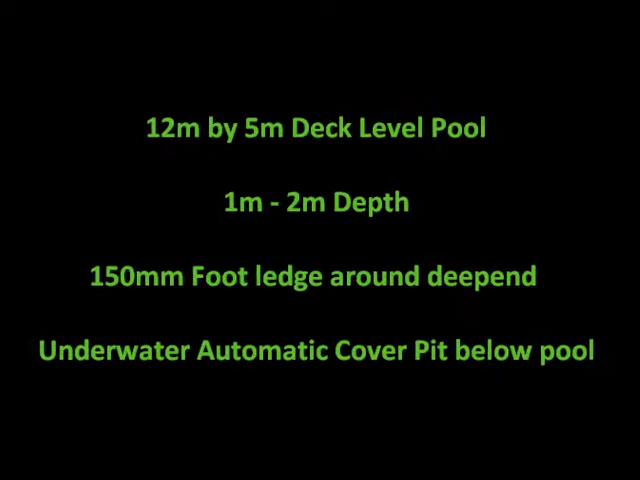 12m by 5m Deck Level Pool
1m - 2m Depth
150mm Foot ledge around deepend
Underwater Automatic Cover Pit below pool